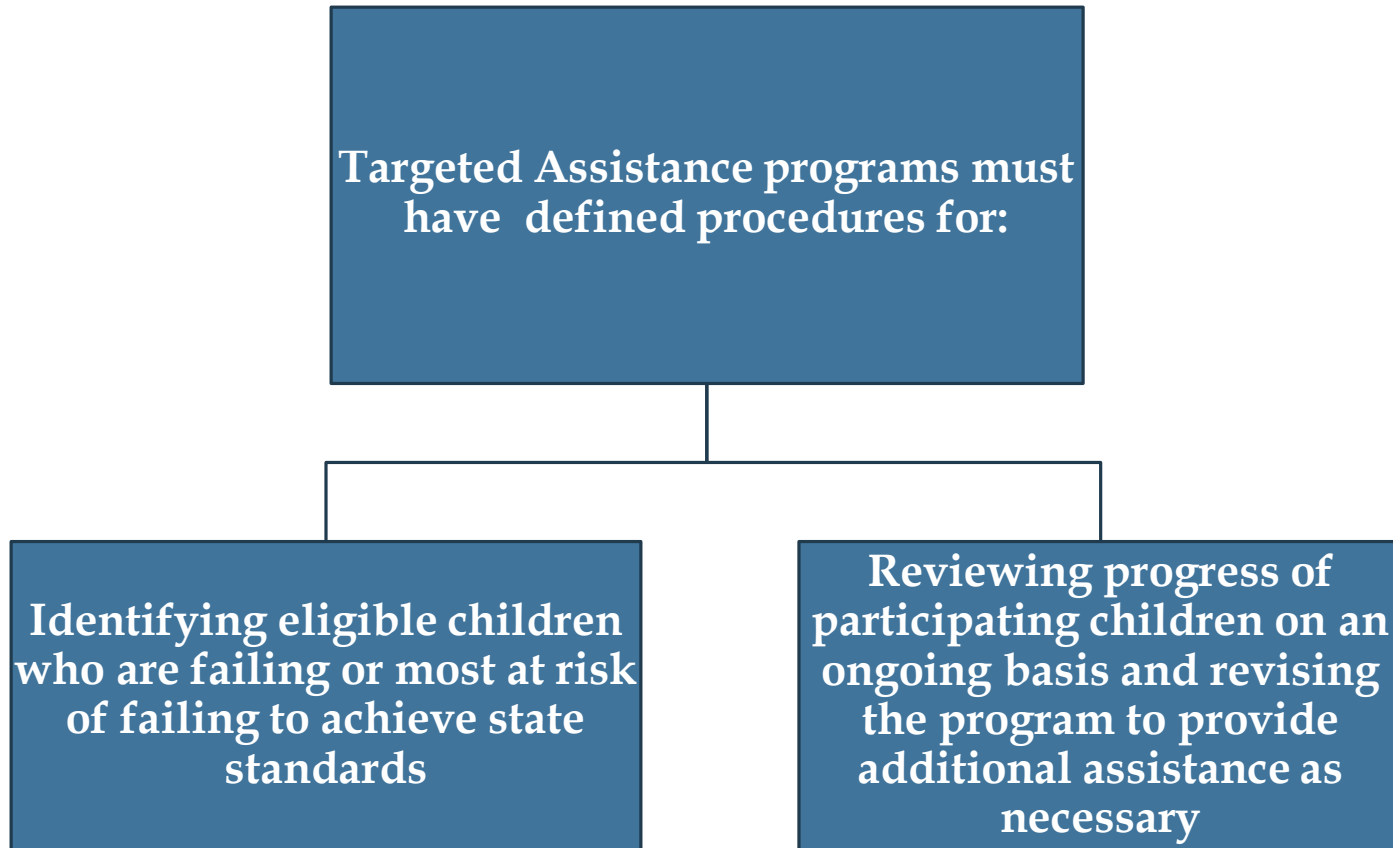 Targeted Assistance programs must
have  defined procedures for:
Identifying eligible children
who are failing or most at risk
of failing to achieve state
standards
Reviewing progress of
participating children on an
ongoing basis and revising
the program to provide
additional assistance as
necessary